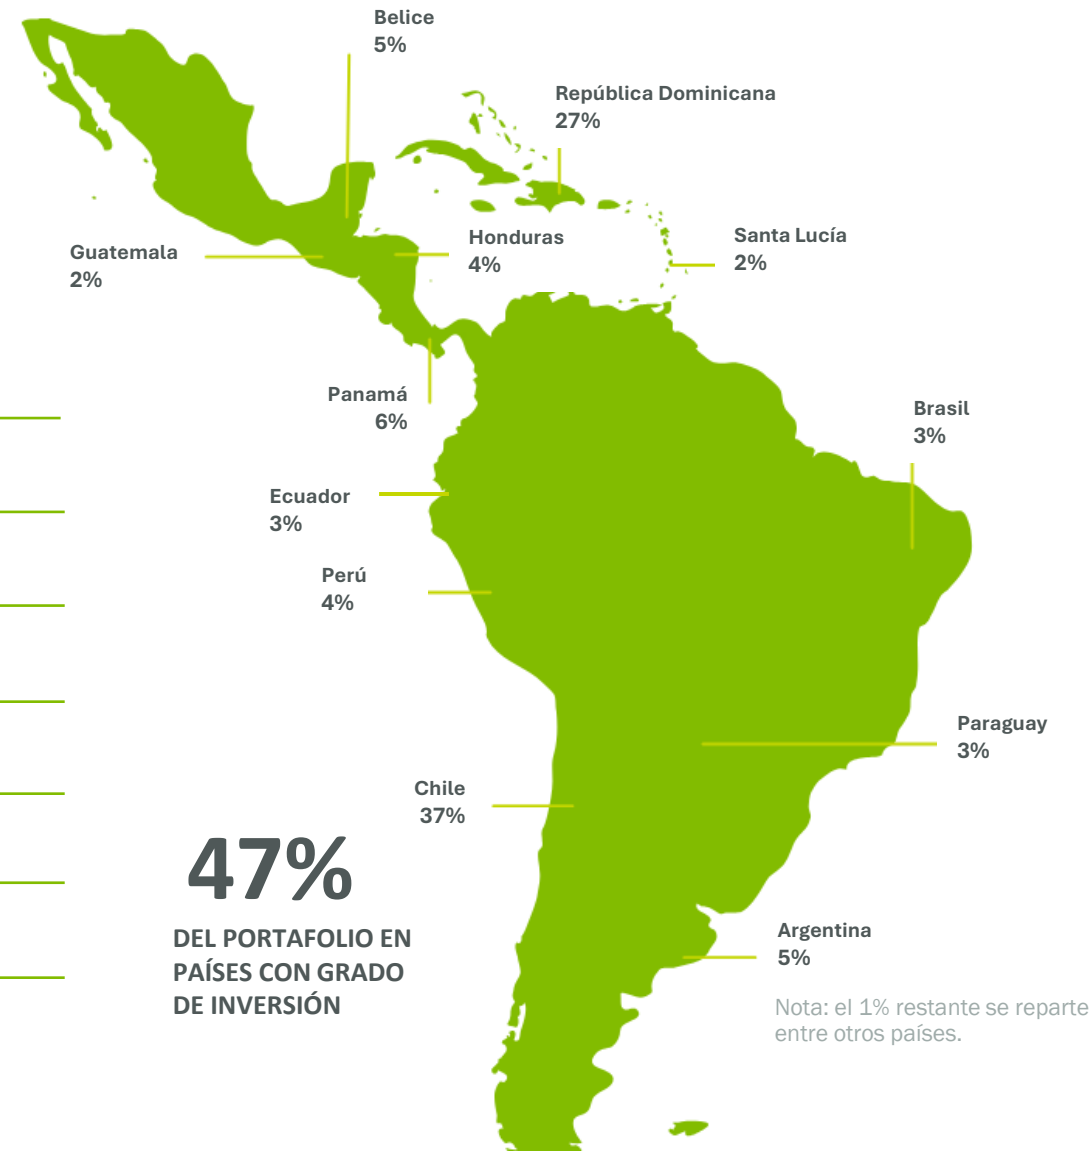 Belice
5%
República Dominicana
27%
Guatemala
2%
Honduras
4%
Santa Lucía
2%
Panamá
6%
Brasil
3%
Ecuador
3%
Perú
4%
Paraguay
3%
Chile
37%
47%
DEL PORTAFOLIO EN
PAÍSES CON GRADO
DE INVERSIÓN
Argentina
5%
Nota: el 1% restante se reparte
entre otros países.